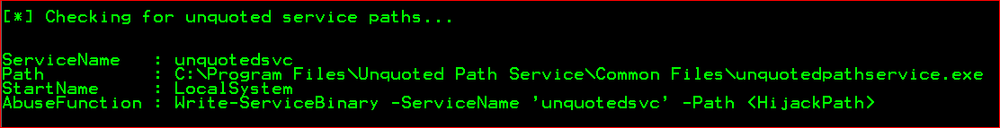 [*] Checking for unquoted service paths...
ServiceName   : unquotedsvc
Path          : C:\Program Files\Unquoted Path Service\Common Files\unquotedpathservice.exe
StartName     : LocalSystem
AbuseFunction : Write-ServiceBinary -ServiceName 'unquotedsvc' -Path <HijackPath>